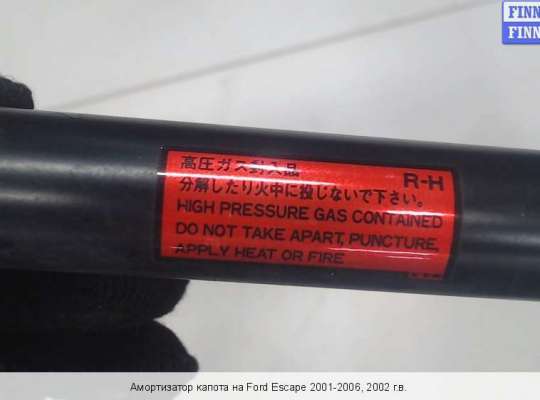 FINN
FINN
高圧ガス封入品
R-H
分解したり火中に投じないで下さい。
HIGH PRESSURE GAS CONTAINED
DO NOT TAKE APART, PUNCTURE,
APPLY HEAT OR FIRE
Амортизатор капота на Ford Escape 2001-2006, 2002 г.в.